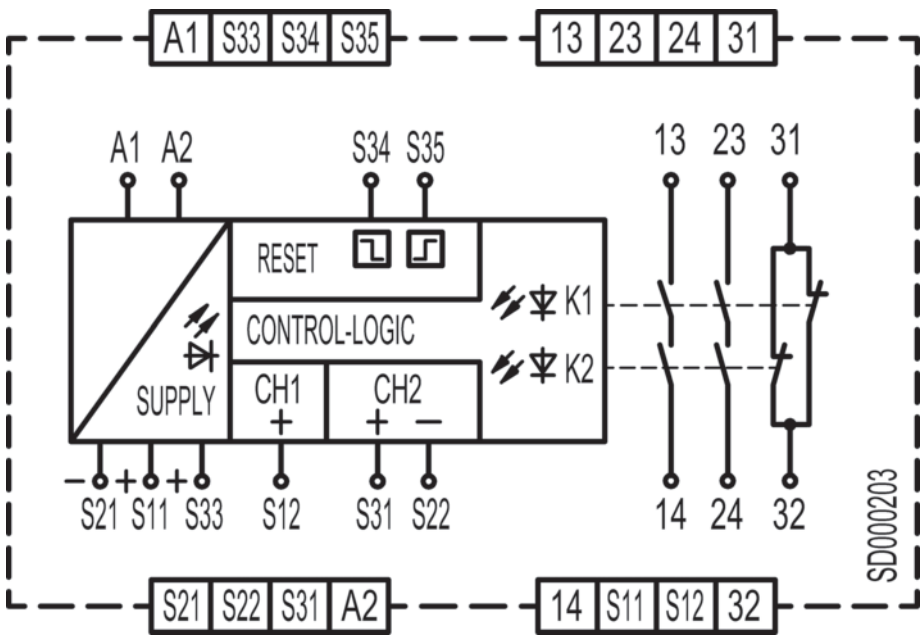 A1 S33 S34 S35 13 23 24 31
A1 A2 S34 S35 13 23 31
RESET
K1
CONTROL-LOGIC
K2
SUPPLY CH1 CH2
+ + −
− + +
S21 S11 S33 S12 S31 S22 14 24 32
SD000203
S21 S22 S31 A2 14 S11 S12 32